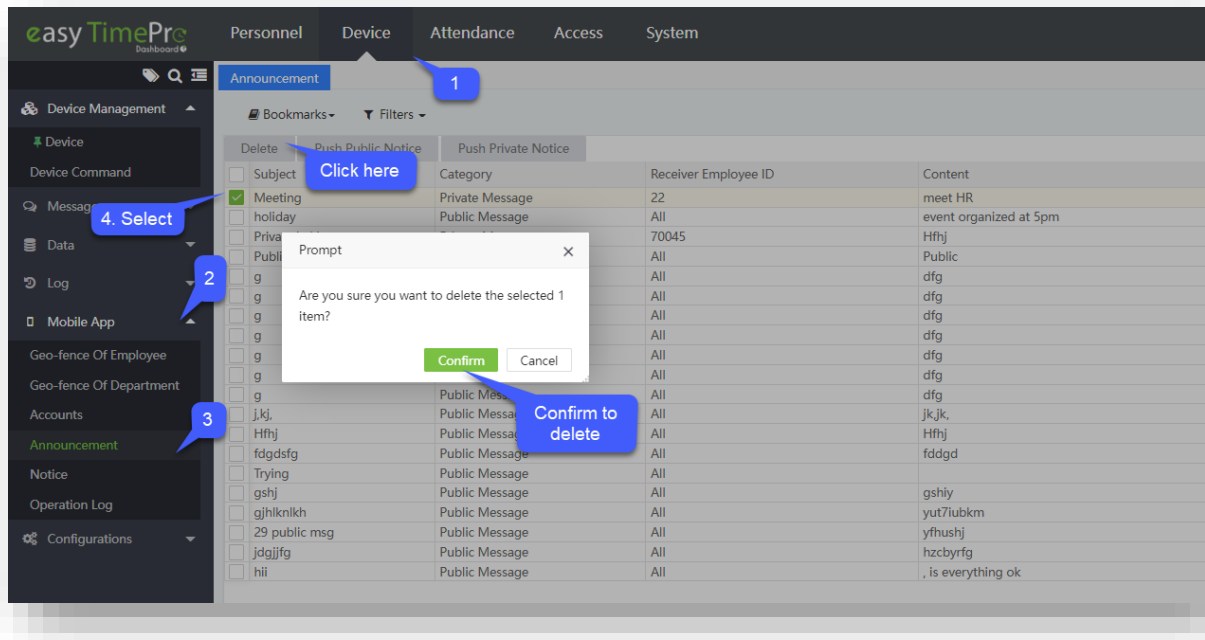 easy TimePro
Dashboard
Personnel Device Attendance Access System
1
Announcement
Bookmarks Filters
Delete Push Public Notice Push Private Notice
Click here
Subject Category Receiver Employee ID Content
Meeting Private Message 22 meet HR
holiday Public Message All event organized at 5pm
Priva 70045 Hfhj
Publi All Public
g All dfg
g All dfg
g All dfg
g All dfg
g All dfg
g All dfg
g Public Mess All dfg
j,kj, Public Messa All jk,jk,
Hfhj Public Messa All Hfhj
fdgdsfg Public Message All fddgd
Trying Public Message All
gshj Public Message All gshiy
gjhlknlkh Public Message All yut7iubkm
29 public msg Public Message All yfhushj
jdgjjfg Public Message All hzcbyrfg
hii Public Message All , is everything ok
Device Management
Device
Device Command
Messag
4. Select
Data
Log
2
Mobile App
Geo-fence Of Employee
Geo-fence Of Department
Accounts
3
Announcement
Notice
Operation Log
Configurations
Prompt ×
Are you sure you want to delete the selected 1
item?
Confirm Cancel
Confirm to
delete